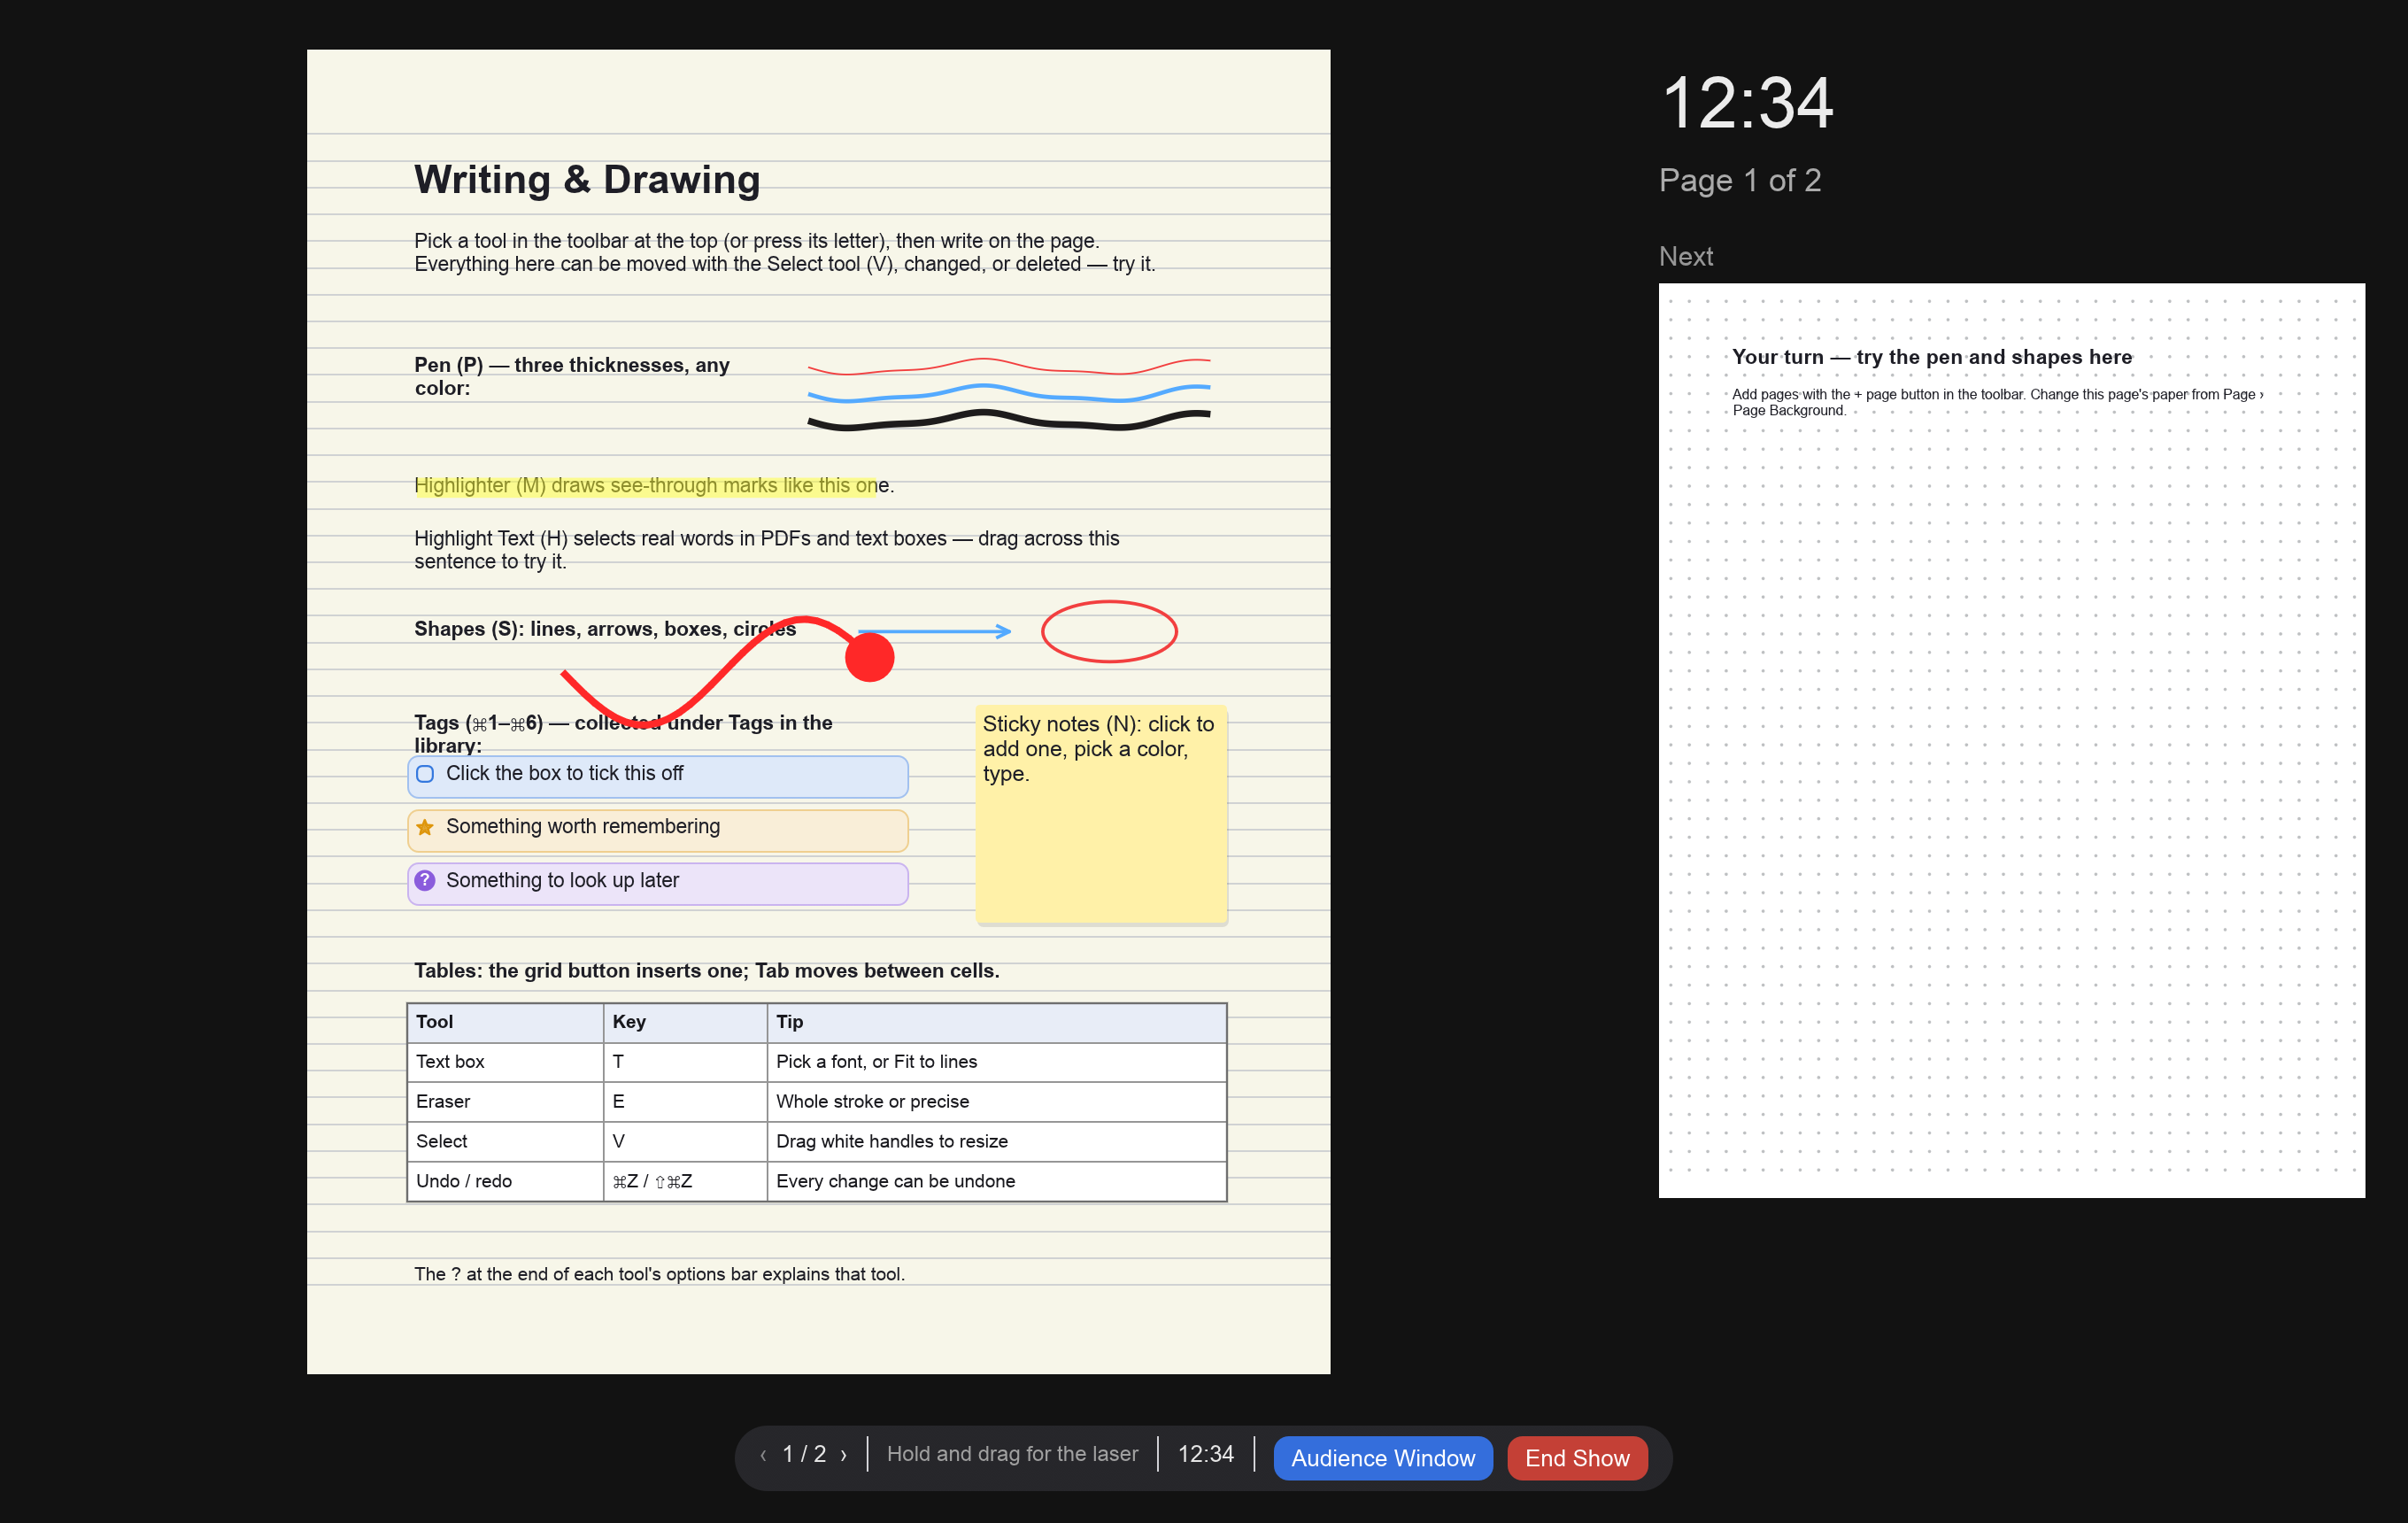 Writing & Drawing
Pick a tool in the toolbar at the top (or press its letter), then write on the page.
Everything here can be moved with the Select tool (V), changed, or deleted — try it.
Pen (P) — three thicknesses, any
color:
Highlighter (M) draws see-through marks like this one.
Highlight Text (H) selects real words in PDFs and text boxes — drag across this
sentence to try it.
Shapes (S): lines, arrows, boxes, circles
Tags (⌘1–⌘6) — collected under Tags in the
library:
Click the box to tick this off
Something worth remembering
? Something to look up later
Sticky notes (N): click to
add one, pick a color,
type.
Tables: the grid button inserts one; Tab moves between cells.
Tool Key Tip
Text box T Pick a font, or Fit to lines
Eraser E Whole stroke or precise
Select V Drag white handles to resize
Undo / redo ⌘Z / ⇧⌘Z Every change can be undone
The ? at the end of each tool's options bar explains that tool.
12:34
Page 1 of 2
Next
Your turn — try the pen and shapes here
Add pages with the + page button in the toolbar. Change this page's paper from Page ›
Page Background.
‹ 1 / 2 › Hold and drag for the laser 12:34 Audience Window End Show